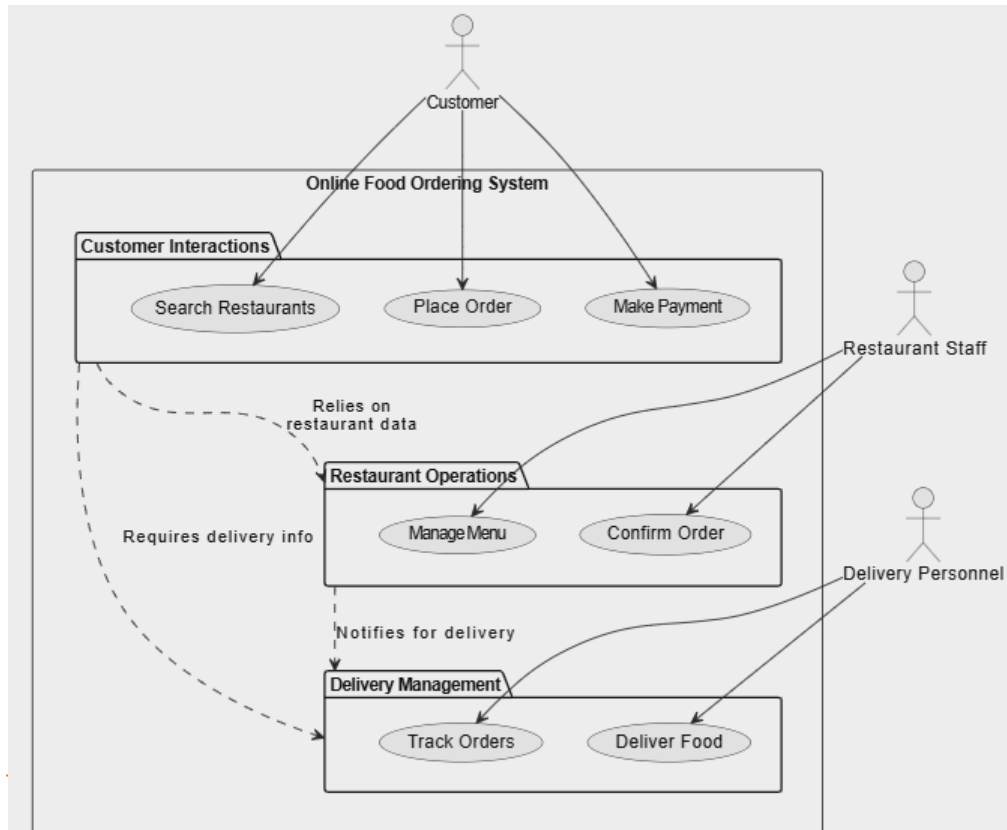 Customer
Online Food Ordering System
Customer Interactions
Search Restaurants
Place Order
Make Payment
Restaurant Staff
Relies on
restaurant data
Restaurant Operations
Manage Menu
Confirm Order
Requires delivery info
Delivery Personnel
Notifies for delivery
Delivery Management
Track Orders
Deliver Food